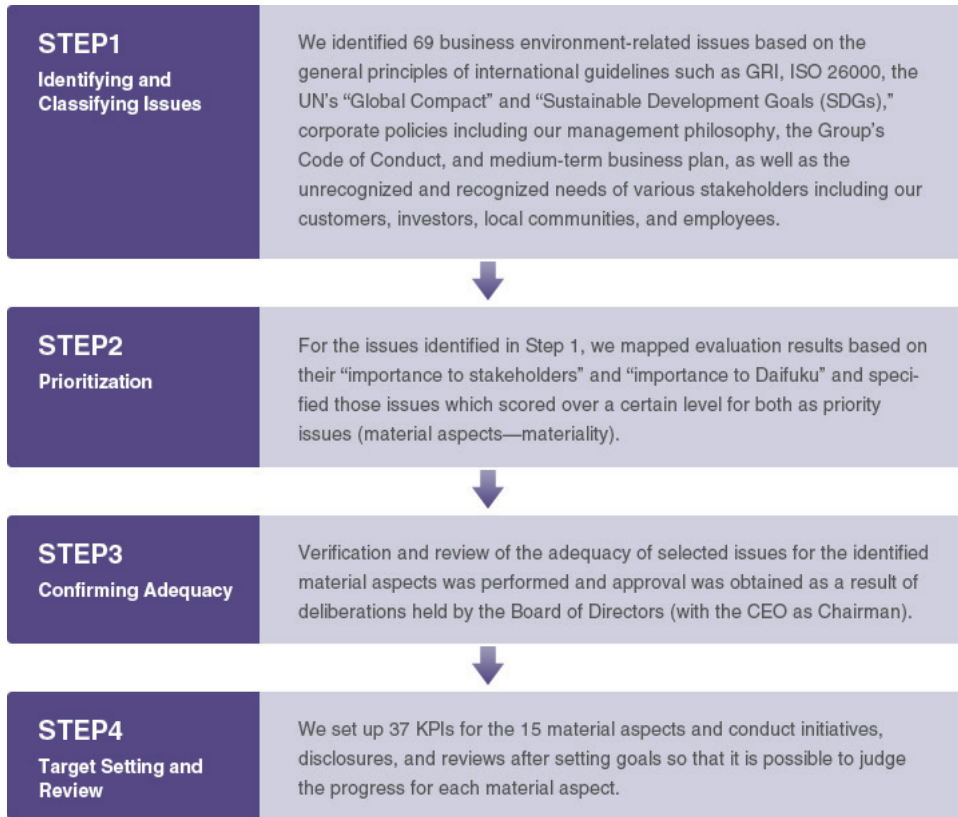 STEP1
Identifying and
Classifying Issues
We identified 69 business environment-related issues based on the
general principles of international guidelines such as GRI, ISO 26000, the
UN's “Global Compact” and “Sustainable Development Goals (SDGs),”
corporate policies including our management philosophy, the Group's
Code of Conduct, and medium-term business plan, as well as the
unrecognized and recognized needs of various stakeholders including our
customers, investors, local communities, and employees.
STEP2
Prioritization
For the issues identified in Step 1, we mapped evaluation results based on
their “importance to stakeholders” and “importance to Daifuku” and speci-
fied those issues which scored over a certain level for both as priority
issues (material aspects—materiality).
STEP3
Confirming Adequacy
Verification and review of the adequacy of selected issues for the identified
material aspects was performed and approval was obtained as a result of
deliberations held by the Board of Directors (with the CEO as Chairman).
STEP4
Target Setting and
Review
We set up 37 KPIs for the 15 material aspects and conduct initiatives,
disclosures, and reviews after setting goals so that it is possible to judge
the progress for each material aspect.